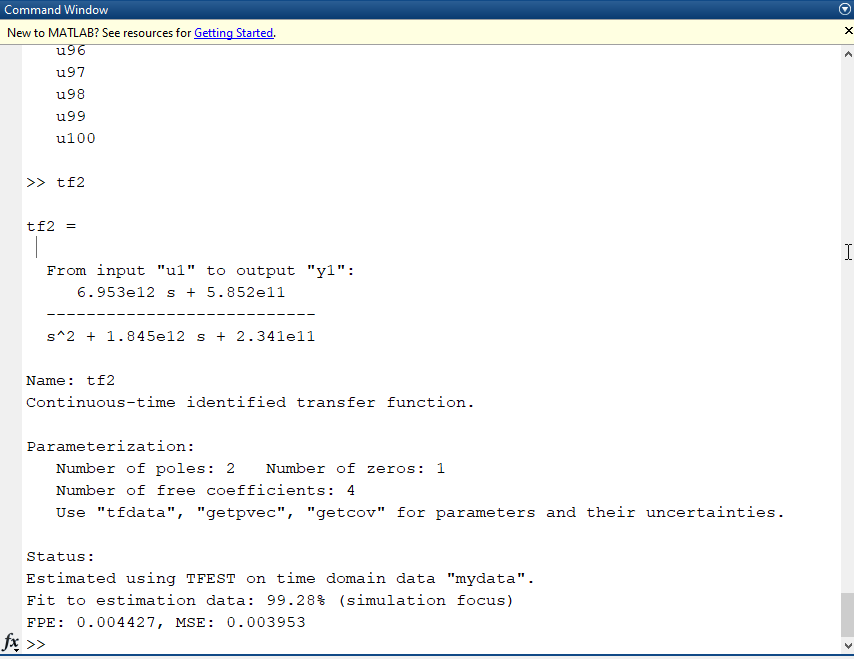 Command Window
New to MATLAB? See resources for Getting Started.
u96
u97
u98
u99
u100
>> tf2
tf2 =
From input "u1" to output "y1":
6.953e12 s + 5.852e11
---------------------------
s^2 + 1.845e12 s + 2.341e11
Name: tf2
Continuous-time identified transfer function.
Parameterization:
Number of poles: 2   Number of zeros: 1
Number of free coefficients: 4
Use "tfdata", "getpvec", "getcov" for parameters and their uncertainties.
Status:
Estimated using TFEST on time domain data "mydata".
Fit to estimation data: 99.28% (simulation focus)
FPE: 0.004427, MSE: 0.003953
fx >>